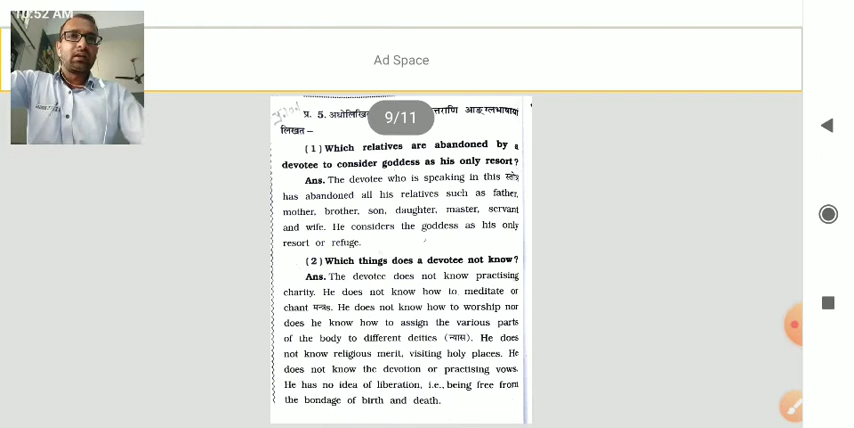 10:52 AM
Ad Space
9/11
प्र. 5. अधोलिखि त्तराणि आङ्ग्लभाषया
लिखत –
(1) Which relatives are abandoned by a
devotee to consider goddess as his only resort?
Ans. The devotee who is speaking in this स्तोत्र
has abandoned all his relatives such as father,
mother, brother, son, daughter, master, servant
and wife. He considers the goddess as his only
resort or refuge.
(2) Which things does a devotee not know?
Ans. The devotee does not know practising
charity. He does not know how to meditate or
chant मन्त्रs. He does not know how to worship nor
does he know how to assign the various parts
of the body to different deities (न्यास). He does
not know religious merit, visiting holy places. He
does not know the devotion or practising vows.
He has no idea of liberation, i.e., being free from
the bondage of birth and death.